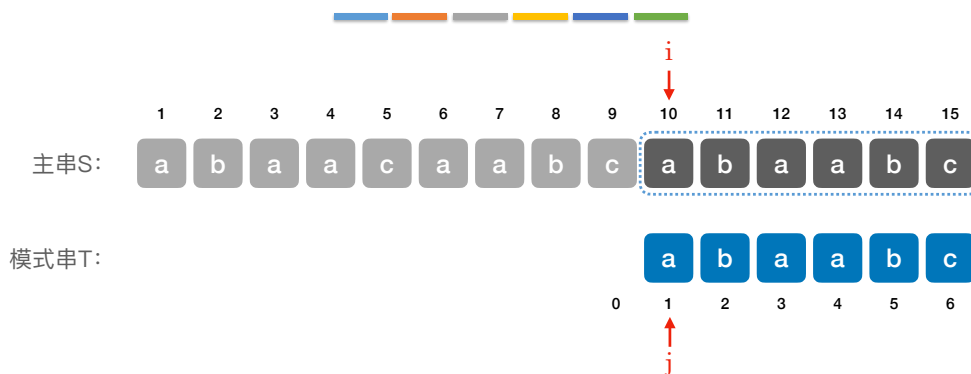 i
1 2 3 4 5 6 7 8 9 10 11 12 13 14 15
主串S: a b a a c a a b c a b a a b c
模式串T: a b a a b c
0 1 2 3 4 5 6
j